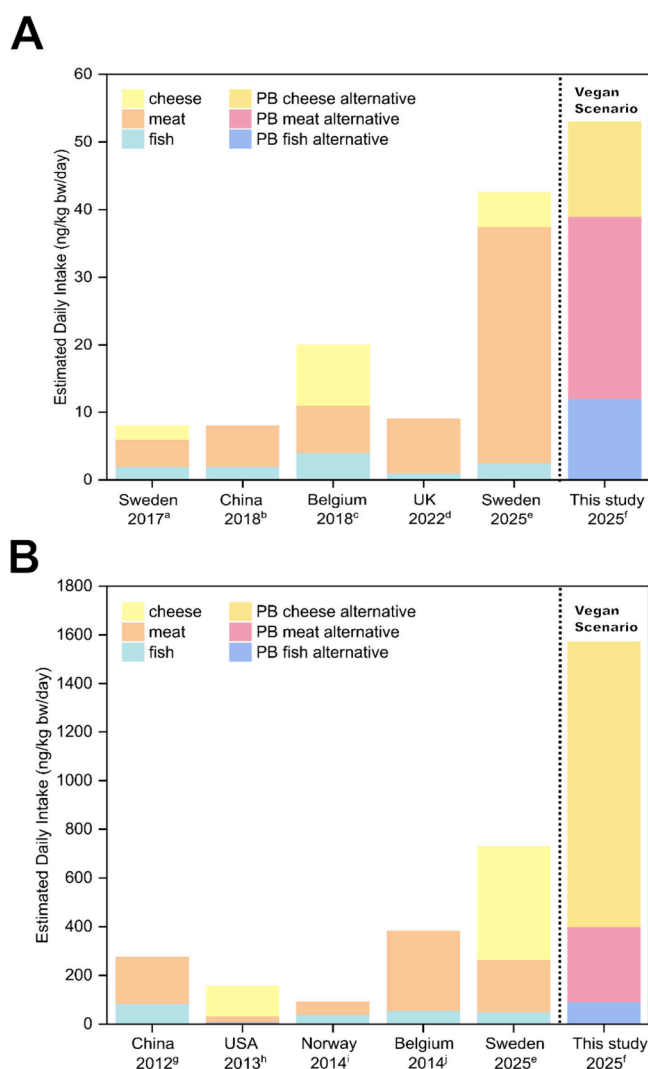 A
60
50
40
30
20
10
0
Estimated Daily Intake (ng/kg bw/day)
cheese
meat
fish
PB cheese alternative
PB meat alternative
PB fish alternative
Vegan
Scenario
Sweden
2017ᵃ
China
2018ᵇ
Belgium
2018ᶜ
UK
2022ᵈ
Sweden
2025ᵉ
This study
2025ᶠ
B
1800
1600
1400
1200
1000
800
600
400
200
0
Estimated Daily Intake (ng/kg bw/day)
cheese
meat
fish
PB cheese alternative
PB meat alternative
PB fish alternative
Vegan
Scenario
China
2012ᵍ
USA
2013ʰ
Norway
2014ⁱ
Belgium
2014ʲ
Sweden
2025ᵉ
This study
2025ᶠ